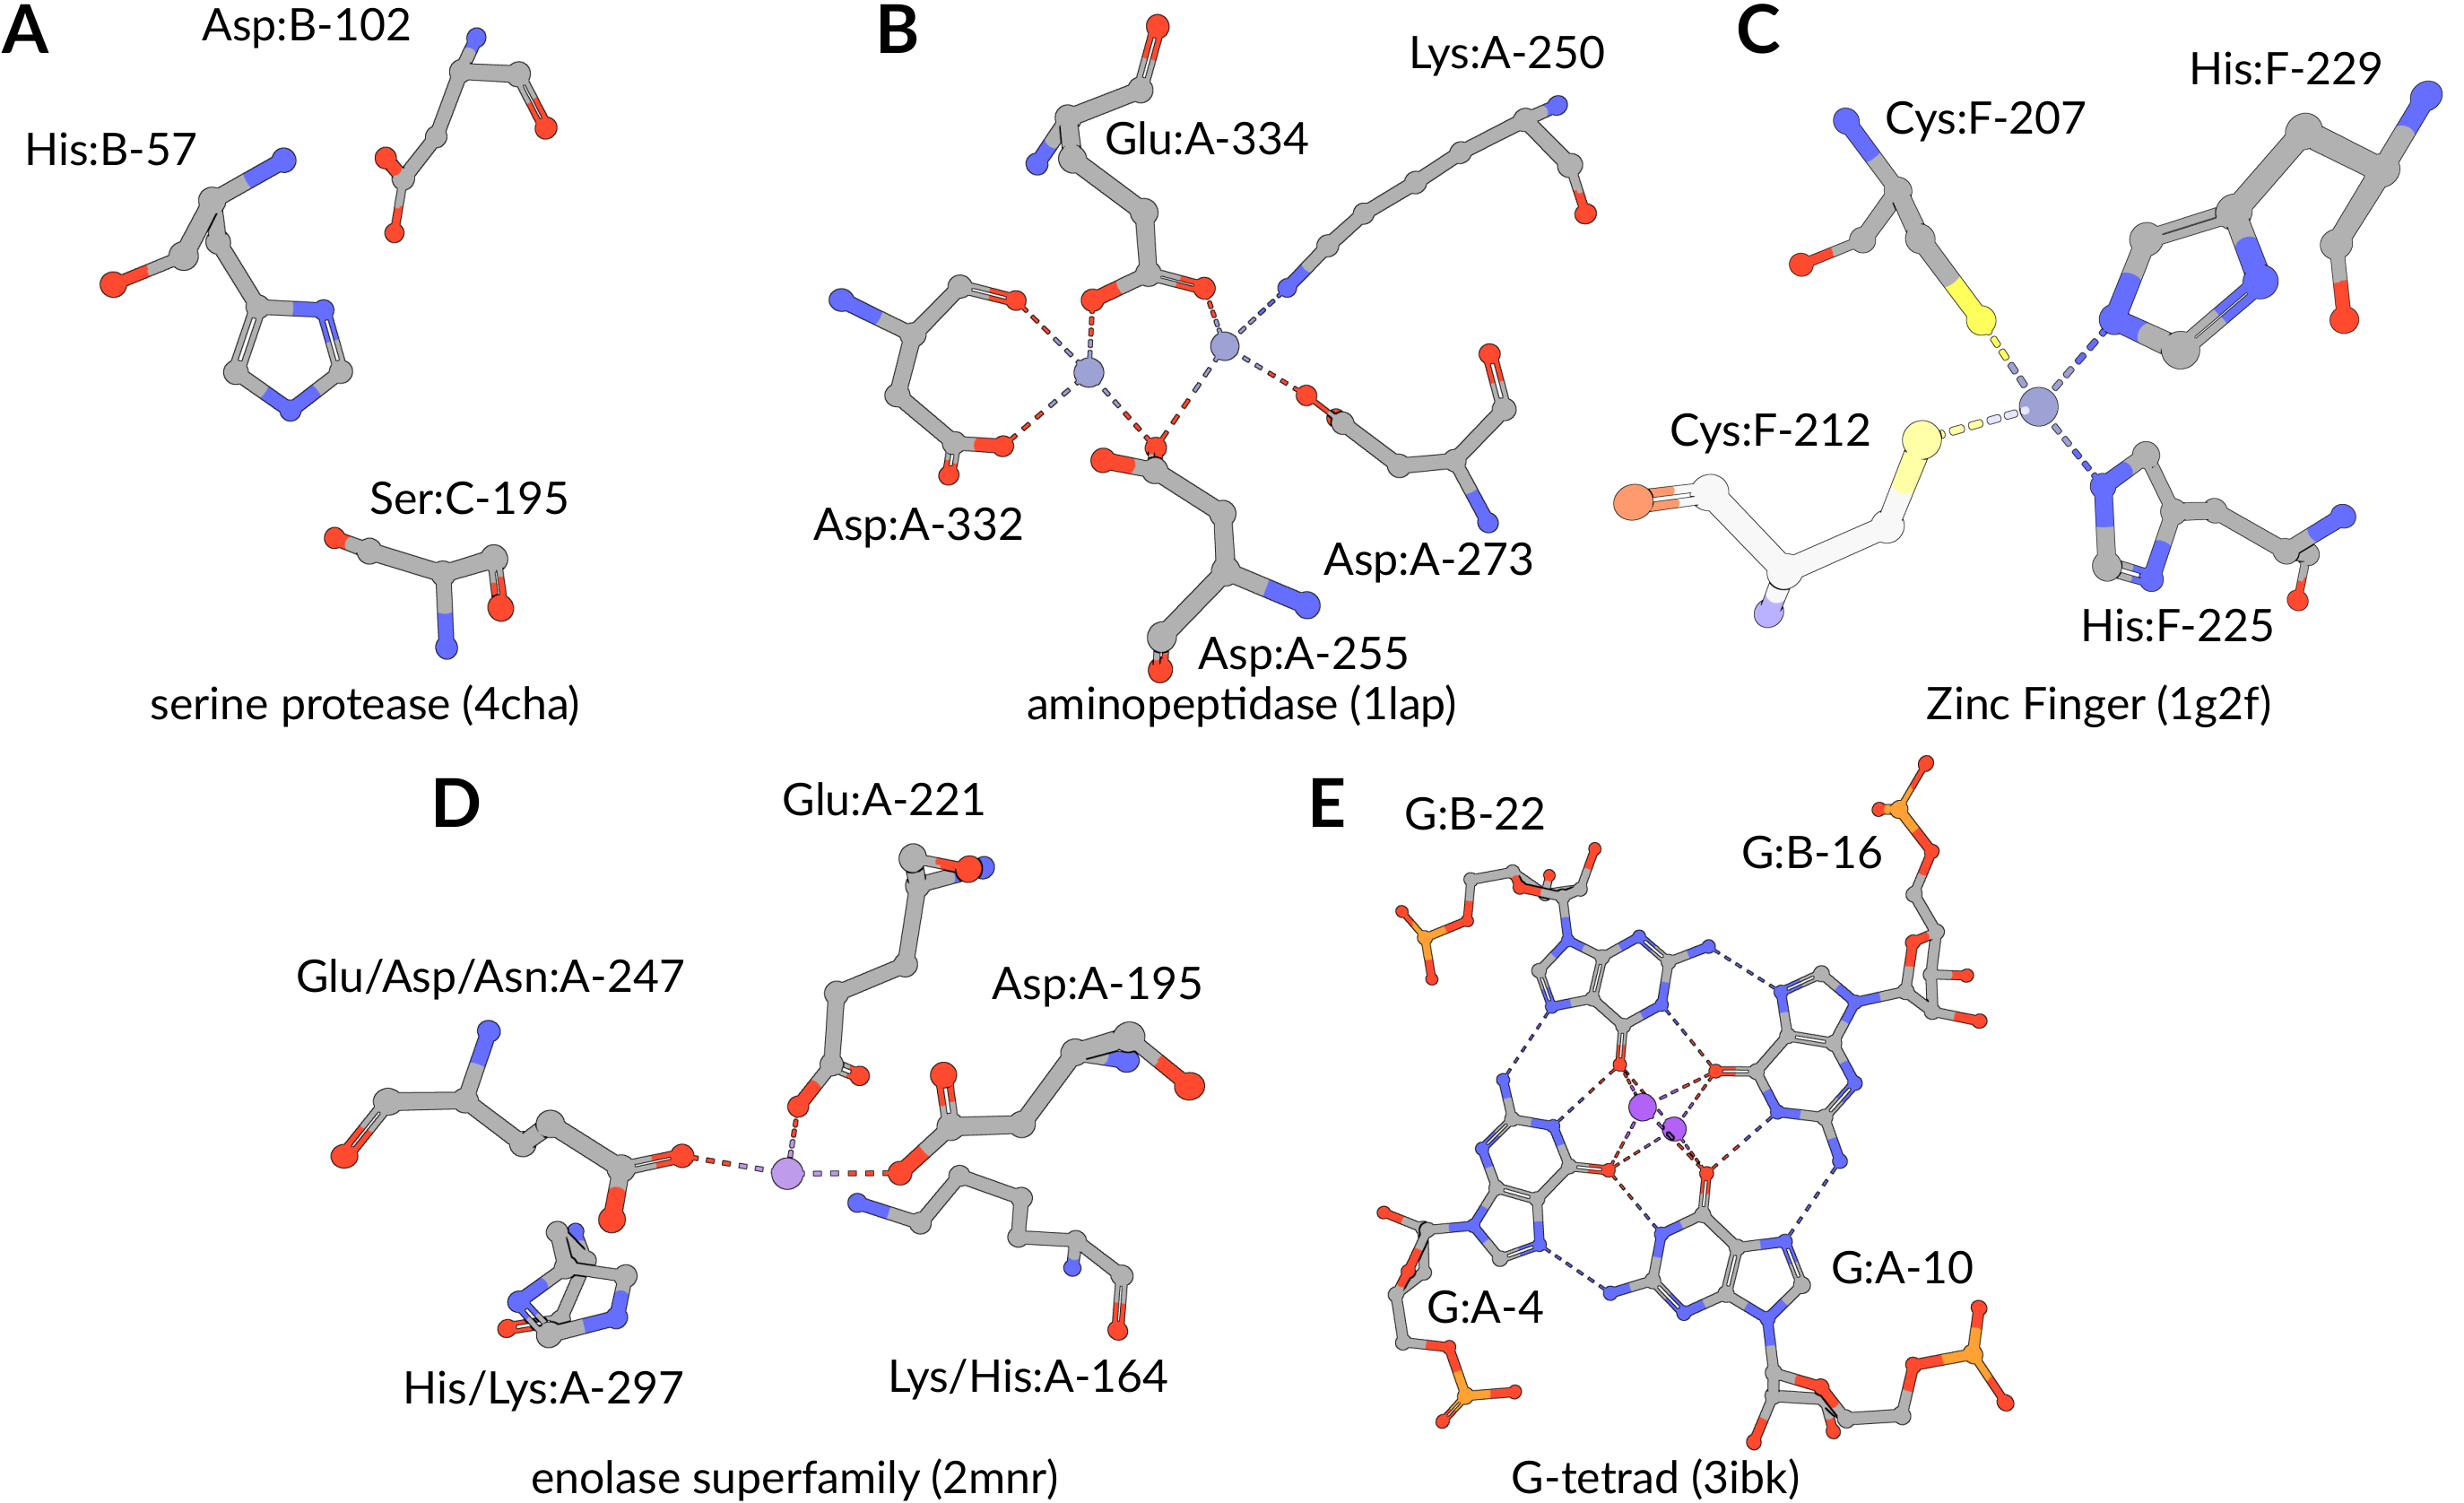 A
Asp:B-102
His:B-57
Ser:C-195
serine protease (4cha)
B
Lys:A-250
Glu:A-334
Asp:A-332
Asp:A-273
Asp:A-255
aminopeptidase (1lap)
C
His:F-229
Cys:F-207
Cys:F-212
His:F-225
Zinc Finger (1g2f)
D
Glu:A-221
Glu/Asp/Asn:A-247
Asp:A-195
His/Lys:A-297
Lys/His:A-164
enolase superfamily (2mnr)
E
G:B-22
G:B-16
G:A-10
G:A-4
G-tetrad (3ibk)